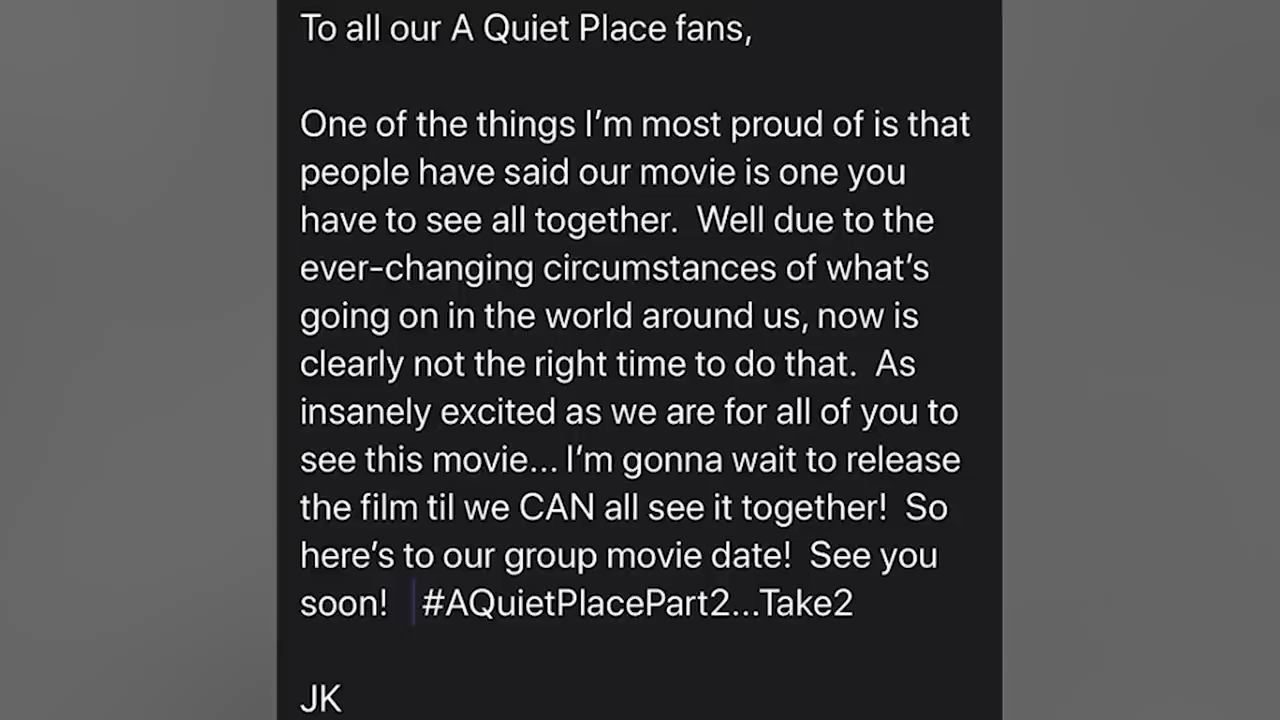 To all our A Quiet Place fans,
One of the things I'm most proud of is that
people have said our movie is one you
have to see all together.  Well due to the
ever-changing circumstances of what's
going on in the world around us, now is
clearly not the right time to do that.  As
insanely excited as we are for all of you to
see this movie... I'm gonna wait to release
the film til we CAN all see it together!  So
here's to our group movie date!  See you
soon!   #AQuietPlacePart2...Take2
JK